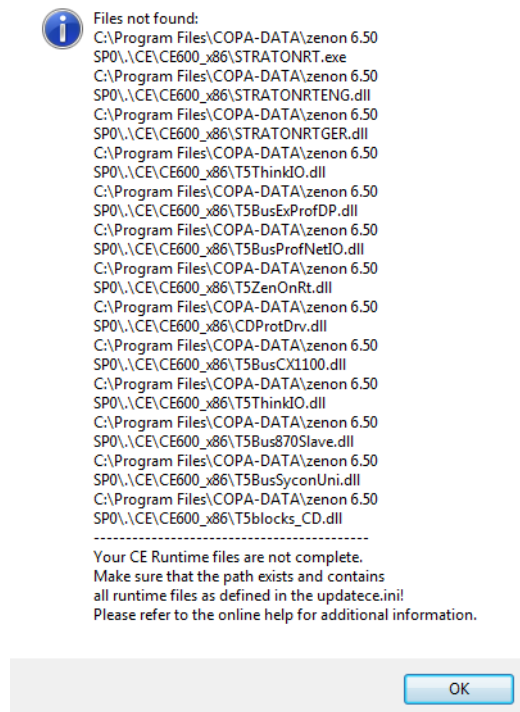 Files not found:
C:\Program Files\COPA-DATA\zenon 6.50
SP0\.\CE\CE600_x86\STRATONRT.exe
C:\Program Files\COPA-DATA\zenon 6.50
SP0\.\CE\CE600_x86\STRATONRTENG.dll
C:\Program Files\COPA-DATA\zenon 6.50
SP0\.\CE\CE600_x86\STRATONRTGER.dll
C:\Program Files\COPA-DATA\zenon 6.50
SP0\.\CE\CE600_x86\T5ThinkIO.dll
C:\Program Files\COPA-DATA\zenon 6.50
SP0\.\CE\CE600_x86\T5BusExProfDP.dll
C:\Program Files\COPA-DATA\zenon 6.50
SP0\.\CE\CE600_x86\T5BusProfNetIO.dll
C:\Program Files\COPA-DATA\zenon 6.50
SP0\.\CE\CE600_x86\T5ZenOnRt.dll
C:\Program Files\COPA-DATA\zenon 6.50
SP0\.\CE\CE600_x86\CDProtDrv.dll
C:\Program Files\COPA-DATA\zenon 6.50
SP0\.\CE\CE600_x86\T5BusCX1100.dll
C:\Program Files\COPA-DATA\zenon 6.50
SP0\.\CE\CE600_x86\T5ThinkIO.dll
C:\Program Files\COPA-DATA\zenon 6.50
SP0\.\CE\CE600_x86\T5Bus870Slave.dll
C:\Program Files\COPA-DATA\zenon 6.50
SP0\.\CE\CE600_x86\T5BusSyconUni.dll
C:\Program Files\COPA-DATA\zenon 6.50
SP0\.\CE\CE600_x86\T5blocks_CD.dll
-------------------------------------------
Your CE Runtime files are not complete.
Make sure that the path exists and contains
all runtime files as defined in the updatece.ini!
Please refer to the online help for additional information.
OK